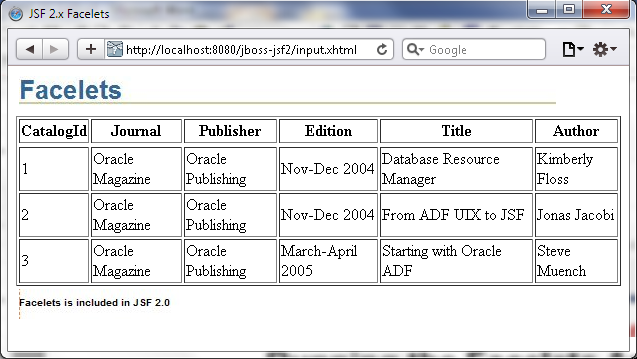 JSF 2.x Facelets
http://localhost:8080/jboss-jsf2/input.xhtml
Google
Facelets
CatalogId Journal Publisher Edition Title Author
1 Oracle Magazine Oracle Publishing Nov-Dec 2004 Database Resource Manager Kimberly Floss
2 Oracle Magazine Oracle Publishing Nov-Dec 2004 From ADF UIX to JSF Jonas Jacobi
3 Oracle Magazine Oracle Publishing March-April 2005 Starting with Oracle ADF Steve Muench
Facelets is included in JSF 2.0